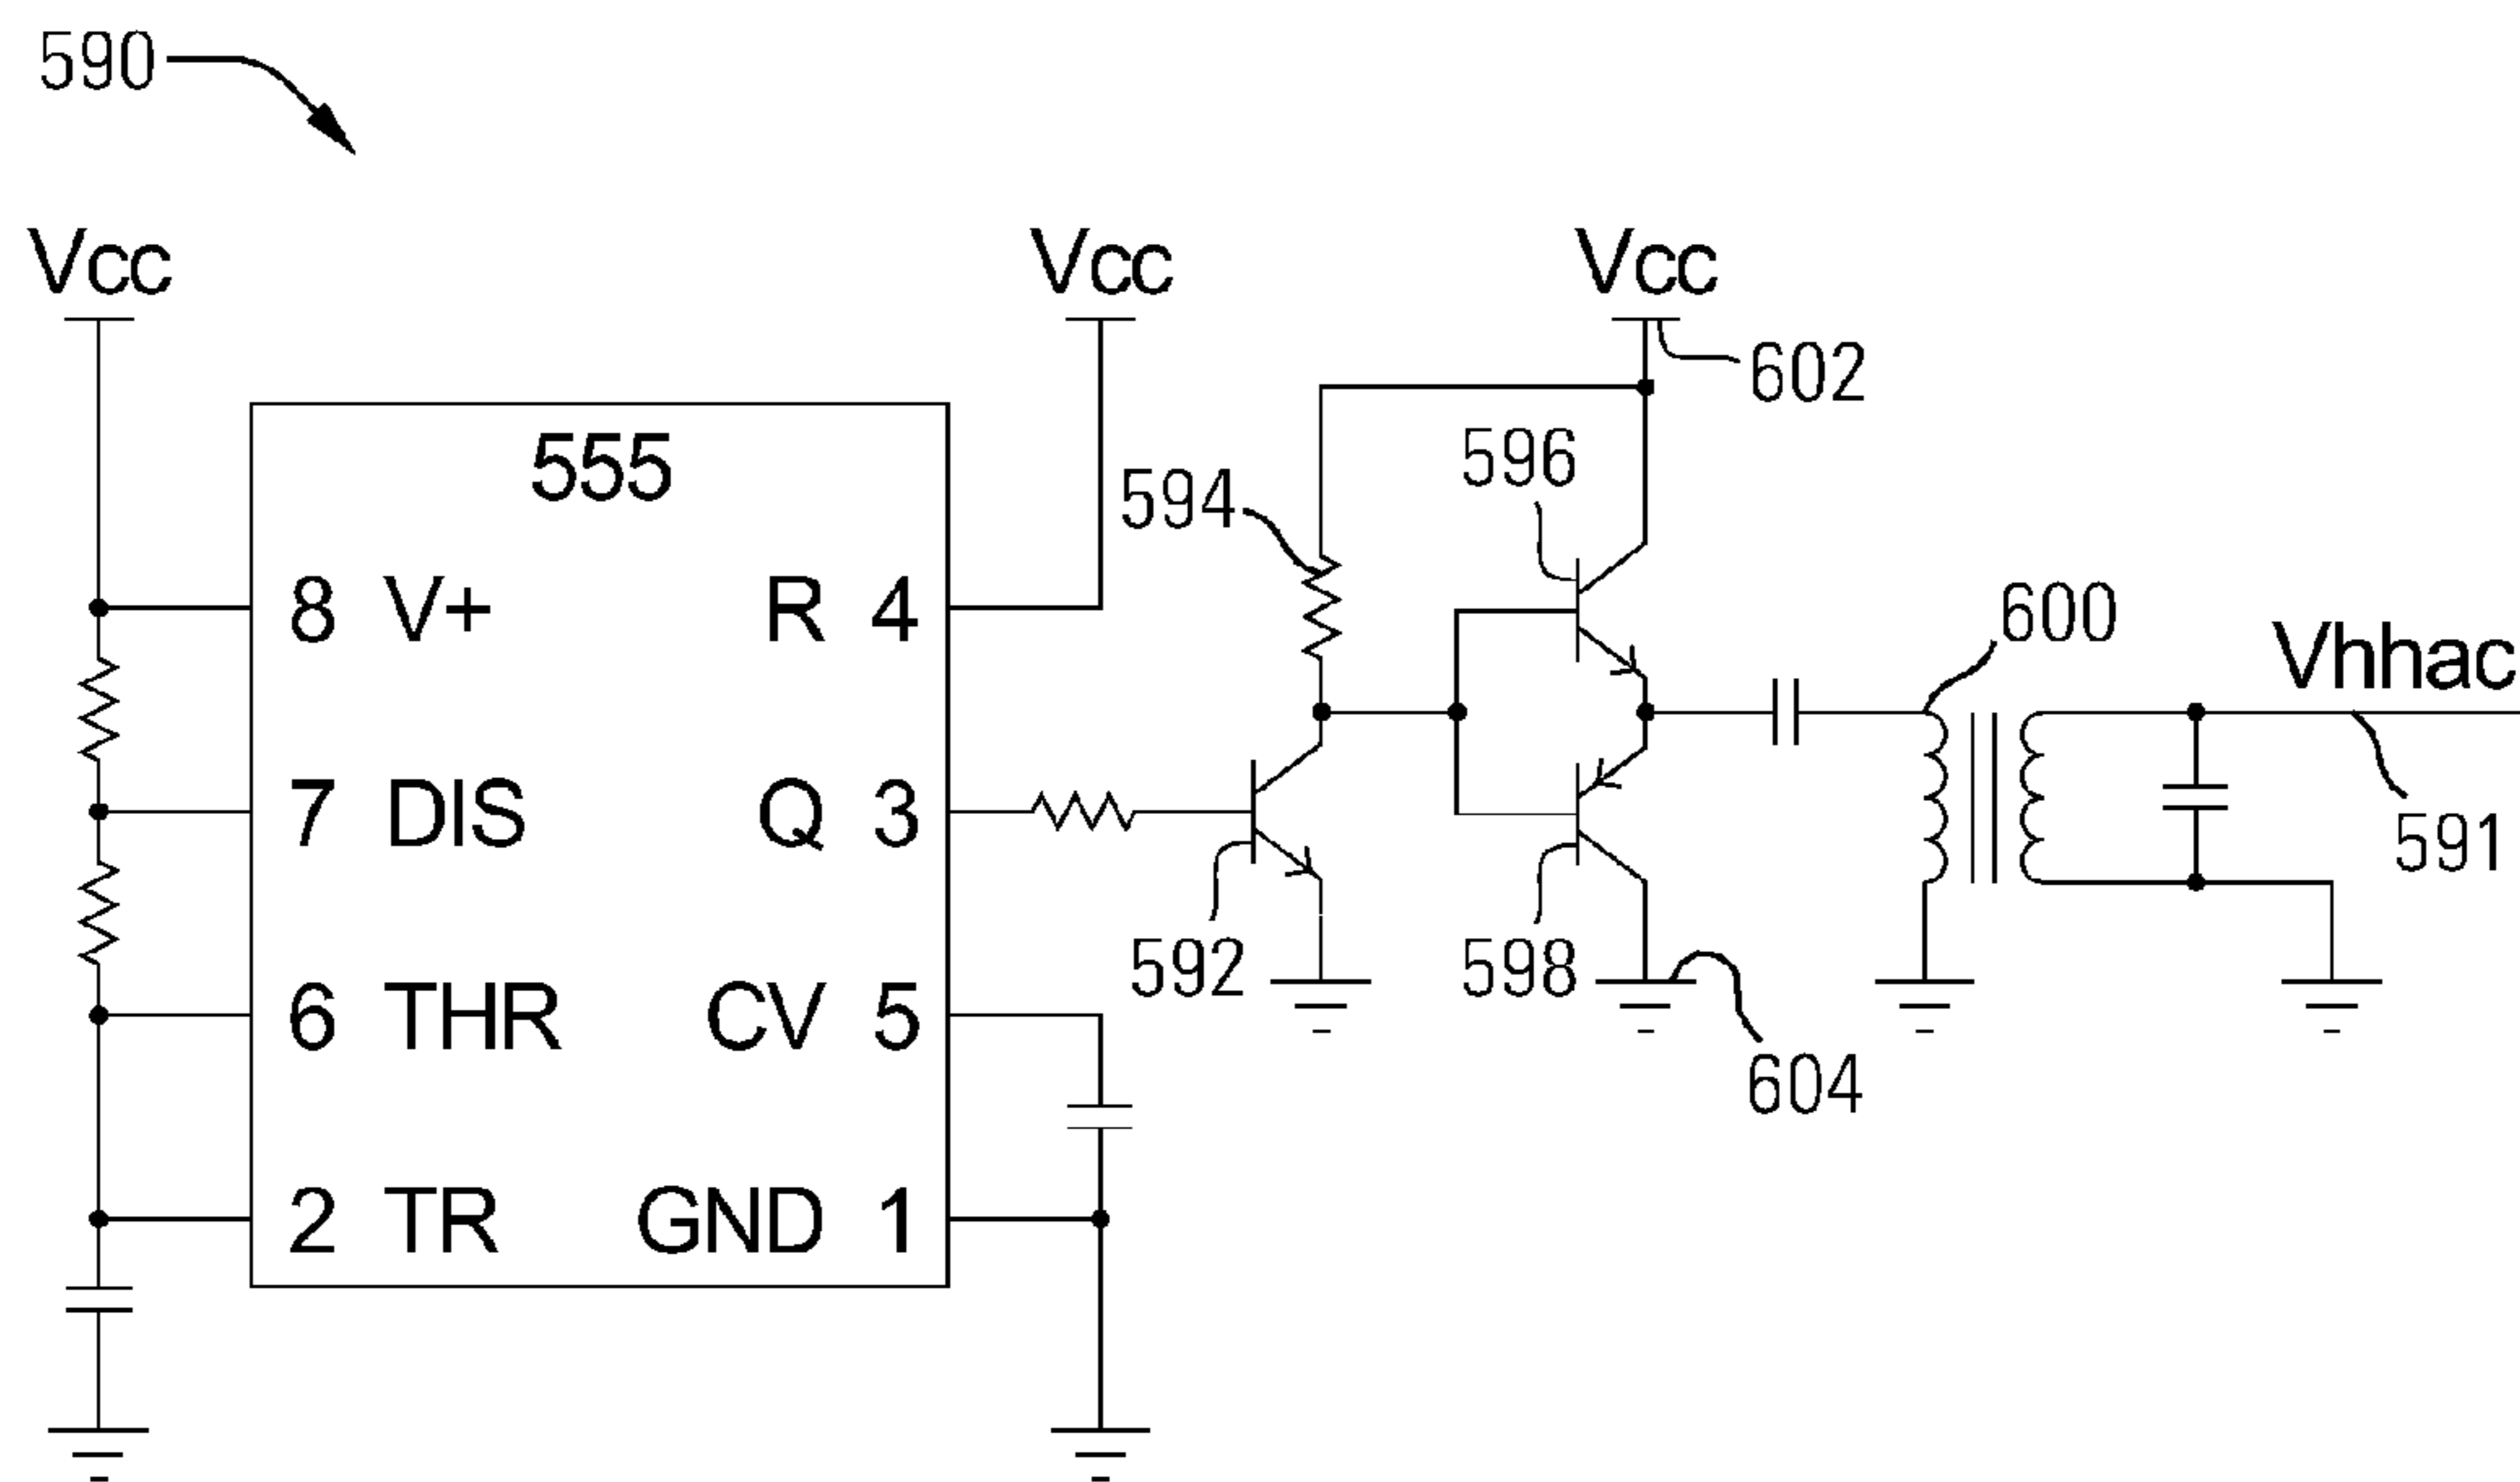 590
Vcc
Vcc
Vcc
602
555
596
594
8 V+
R 4
600
Vhhac
7 DIS
Q 3
591
592
598
6 THR
CV 5
604
2 TR
GND 1